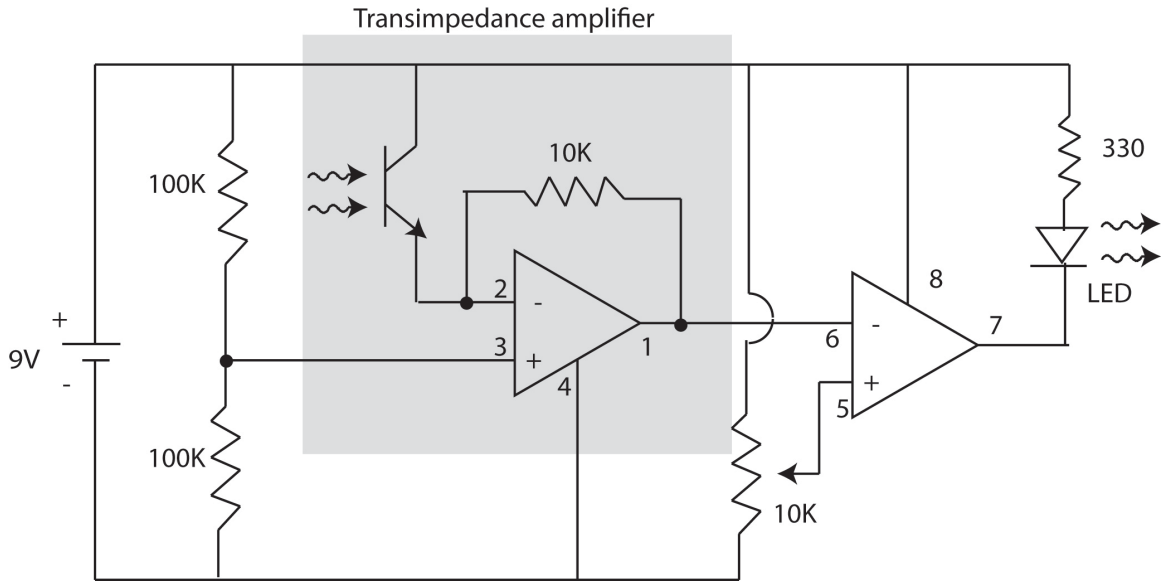 Transimpedance amplifier
10K
100K
330
2
-
8
LED
+
9V
-
3
+
1
4
6
-
7
+
5
100K
10K